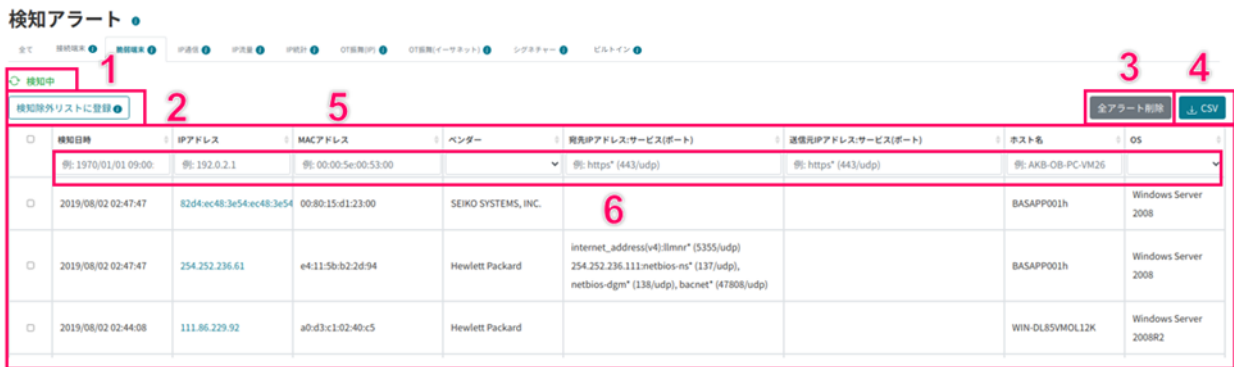 検知アラート
全て 接続端末 脆弱端末 IP通信 IP流量 IP統計 OT振舞(IP) OT振舞(イーサネット) シグネチャー ビルトイン
検知中 1
検知除外リストに登録 2 5 3 4
全アラート削除 CSV
検知日時 IPアドレス MACアドレス ベンダー 宛先IPアドレス:サービス(ポート) 送信元IPアドレス:サービス(ポート) ホスト名 OS
例: 1970/01/01 09:00: 例: 192.0.2.1 例: 00:00:5e:00:53:00 例: https* (443/udp) 例: https* (443/udp) 例: AKB-OB-PC-VM26
6
2019/08/02 02:47:47 82d4:ec48:3e54:ec48:3e54 00:80:15:d1:23:00 SEIKO SYSTEMS, INC. BASAPP001h Windows Server
2008
internet_address(v4):llmnr* (5355/udp)
2019/08/02 02:47:47 254.252.236.61 e4:11:5b:b2:2d:94 Hewlett Packard 254.252.236.111:netbios-ns* (137/udp), BASAPP001h Windows Server
netbios-dgm* (138/udp), bacnet* (47808/udp) 2008
2019/08/02 02:44:08 111.86.229.92 a0:d3:c1:02:40:c5 Hewlett Packard WIN-DL85VMOL12K Windows Server
2008R2